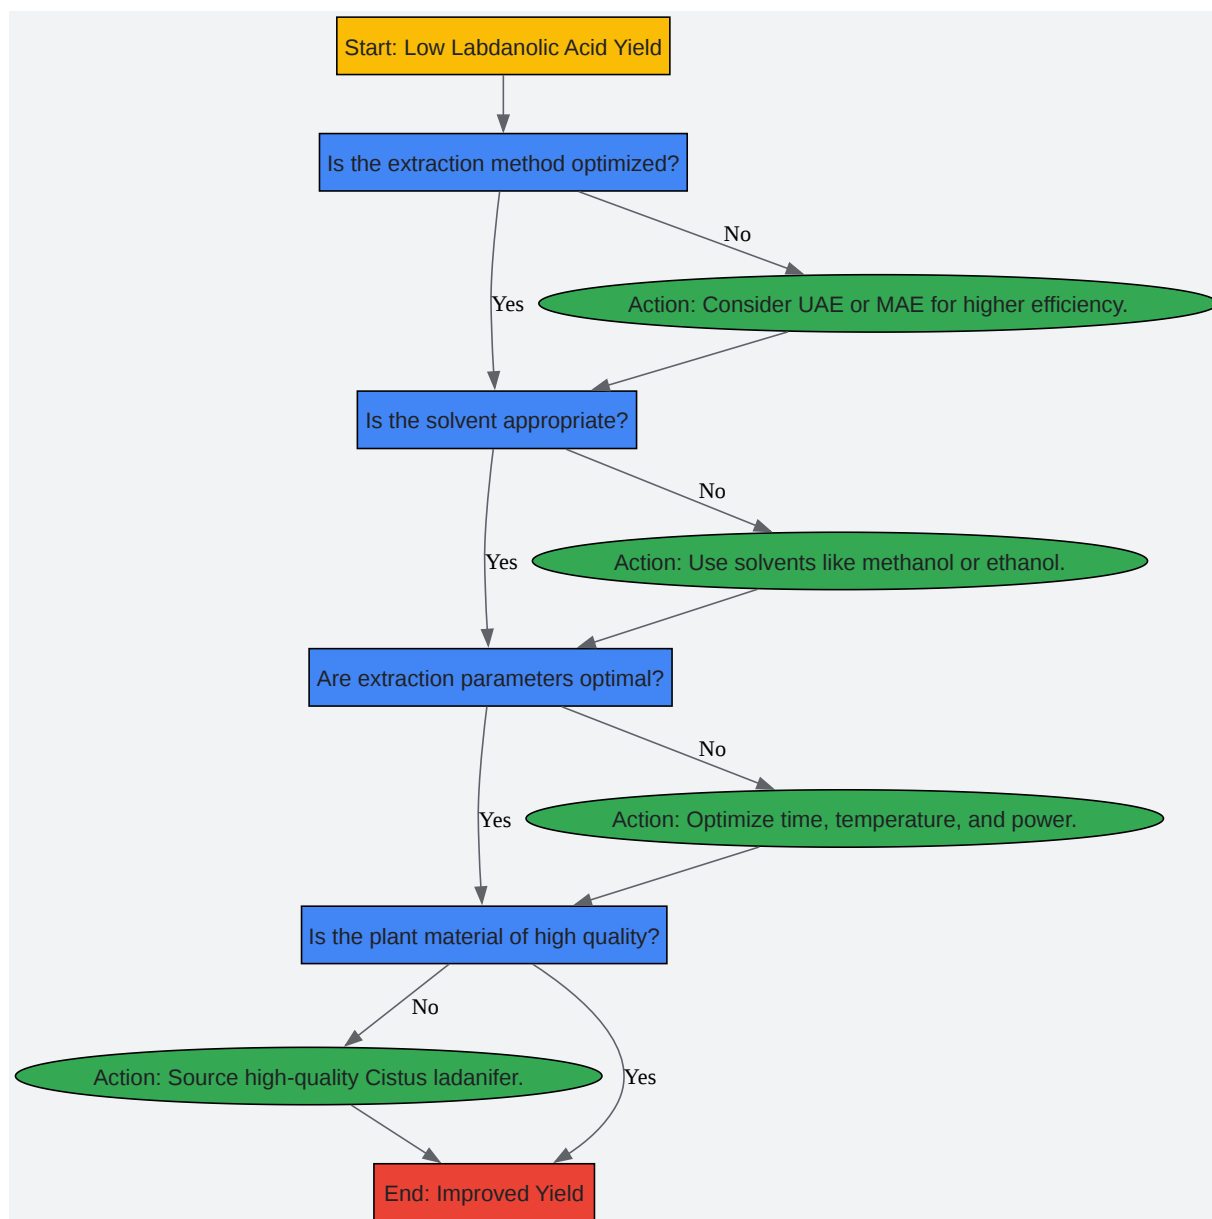 Start: Low Labdanolic Acid Yield
Is the extraction method optimized?
No
Yes
Action: Consider UAE or MAE for higher efficiency.
Is the solvent appropriate?
No
Yes
Action: Use solvents like methanol or ethanol.
Are extraction parameters optimal?
No
Yes
Action: Optimize time, temperature, and power.
Is the plant material of high quality?
No
Action: Source high-quality Cistus ladanifer.
Yes
End: Improved Yield